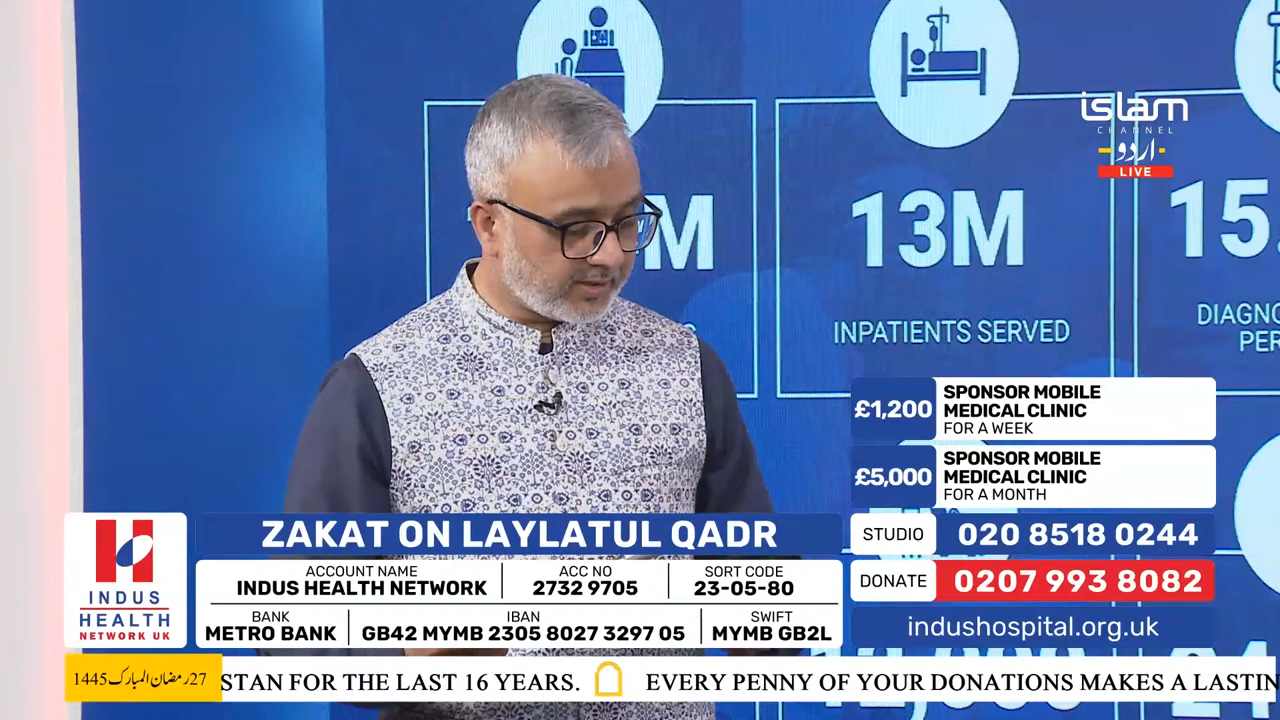 islam
CHANNEL
اردو
LIVE
M
13M
15.
INPATIENTS SERVED
£1,200
SPONSOR MOBILE
MEDICAL CLINIC
FOR A WEEK
£5,000
SPONSOR MOBILE
MEDICAL CLINIC
FOR A MONTH
ZAKAT ON LAYLATUL QADR
STUDIO
020 8518 0244
ACCOUNT NAME
INDUS HEALTH NETWORK
ACC NO
2732 9705
SORT CODE
23-05-80
DONATE
0207 993 8082
BANK
METRO BANK
IBAN
GB42 MYMB 2305 8027 3297 05
SWIFT
MYMB GB2L
indushospital.org.uk
INDUS
HEALTH
NETWORK UK
27 رمضان المبارک 1445
STAN FOR THE LAST 16 YEARS. EVERY PENNY OF YOUR DONATIONS MAKES A LASTIN